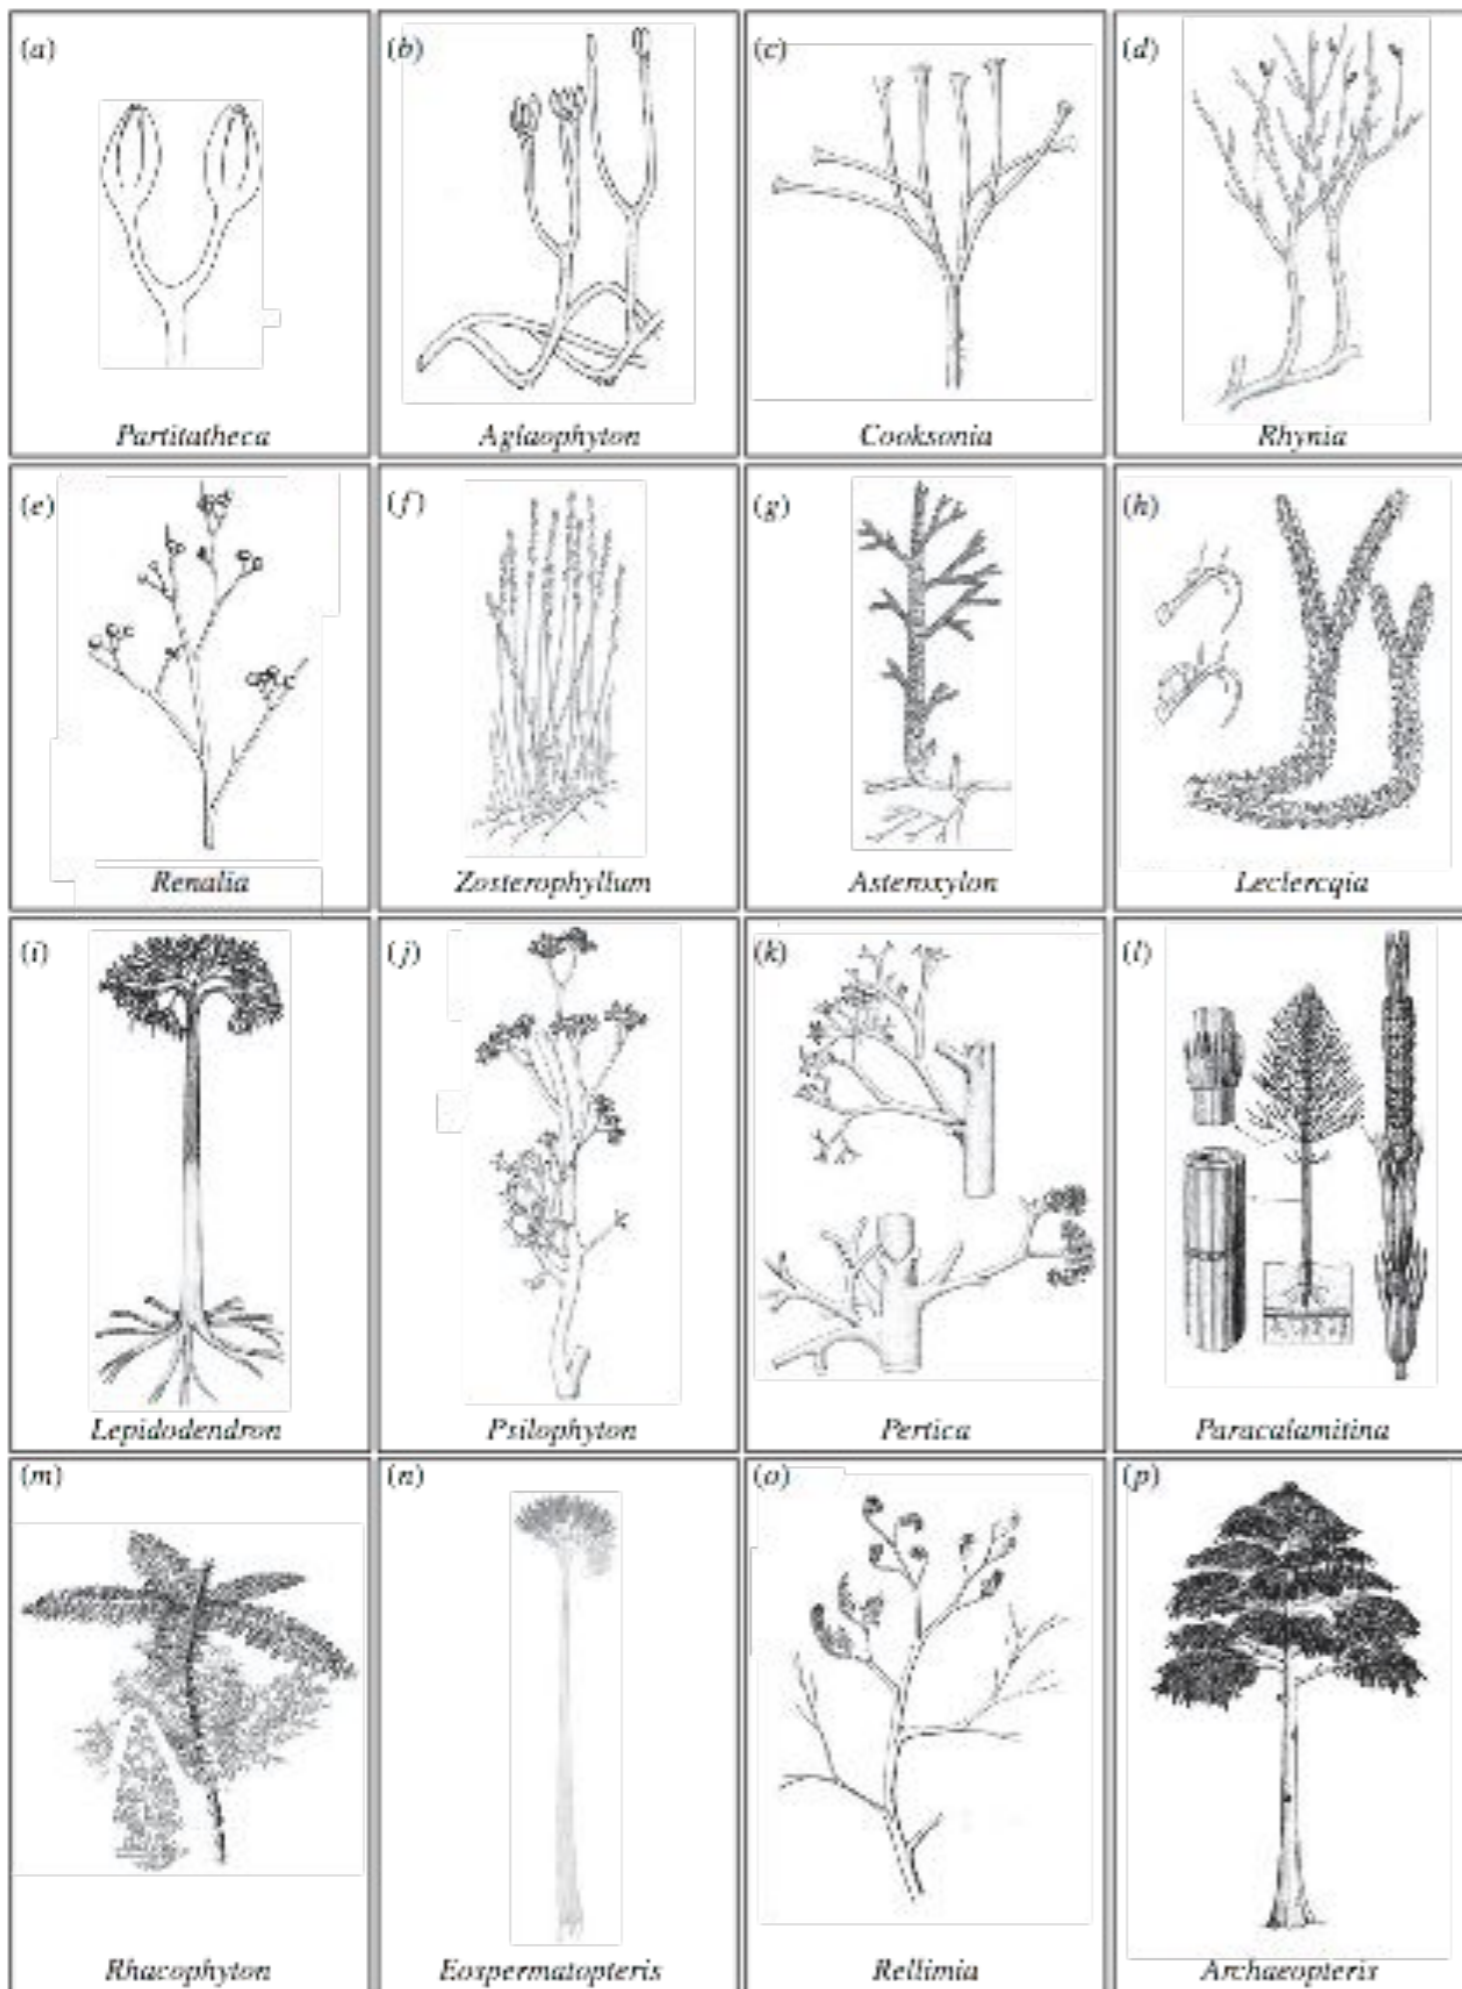 (a)
Partitatheca
(b)
Aglaophyton
(c)
Cooksonia
(d)
Rhynia
(e)
Renalia
(f)
Zosterophyllum
(g)
Asteroxylon
(h)
Leclercqia
(i)
Lepidodendron
(j)
Psilophyton
(k)
Pertica
(l)
Paracalamitina
(m)
Rhacophyton
(n)
Eospermatopteris
(o)
Rellimia
(p)
Archaeopteris